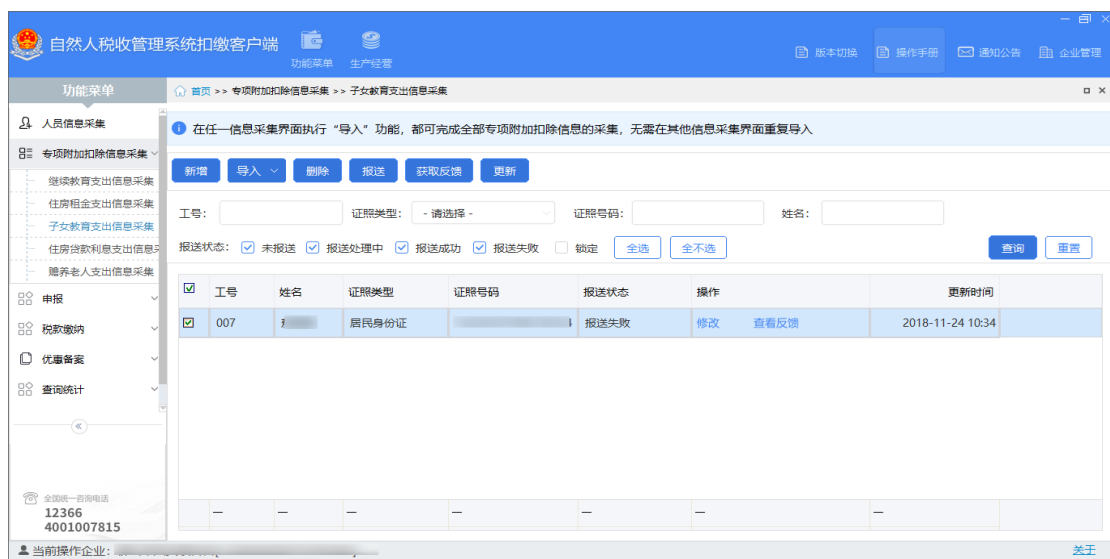 自然人税收管理系统扣缴客户端
功能菜单 生产经营
版本切换 操作手册 通知公告 企业管理
功能菜单
首页 >> 专项附加扣除信息采集 >> 子女教育支出信息采集
人员信息采集
在任一信息采集界面执行“导入”功能，都可完成全部专项附加扣除信息的采集，无需在其他信息采集界面重复导入
专项附加扣除信息采集
新增 导入 删除 报送 获取反馈 更新
继续教育支出信息采集
住房租金支出信息采集
工号: 证照类型: - 请选择 - 证照号码: 姓名:
子女教育支出信息采集
住房贷款利息支出信息
报送状态: 未报送 报送处理中 报送成功 报送失败 锁定 全选 全不选 查询 重置
赡养老人支出信息采集
工号 姓名 证照类型 证照号码 报送状态 操作 更新时间
申报
007 居民身份证 报送失败 修改 查看反馈 2018-11-24 10:34
税款缴纳
优惠备案
查询统计
全国统一咨询电话
12366
4001007815
— — — — — — —
当前操作企业:
关于